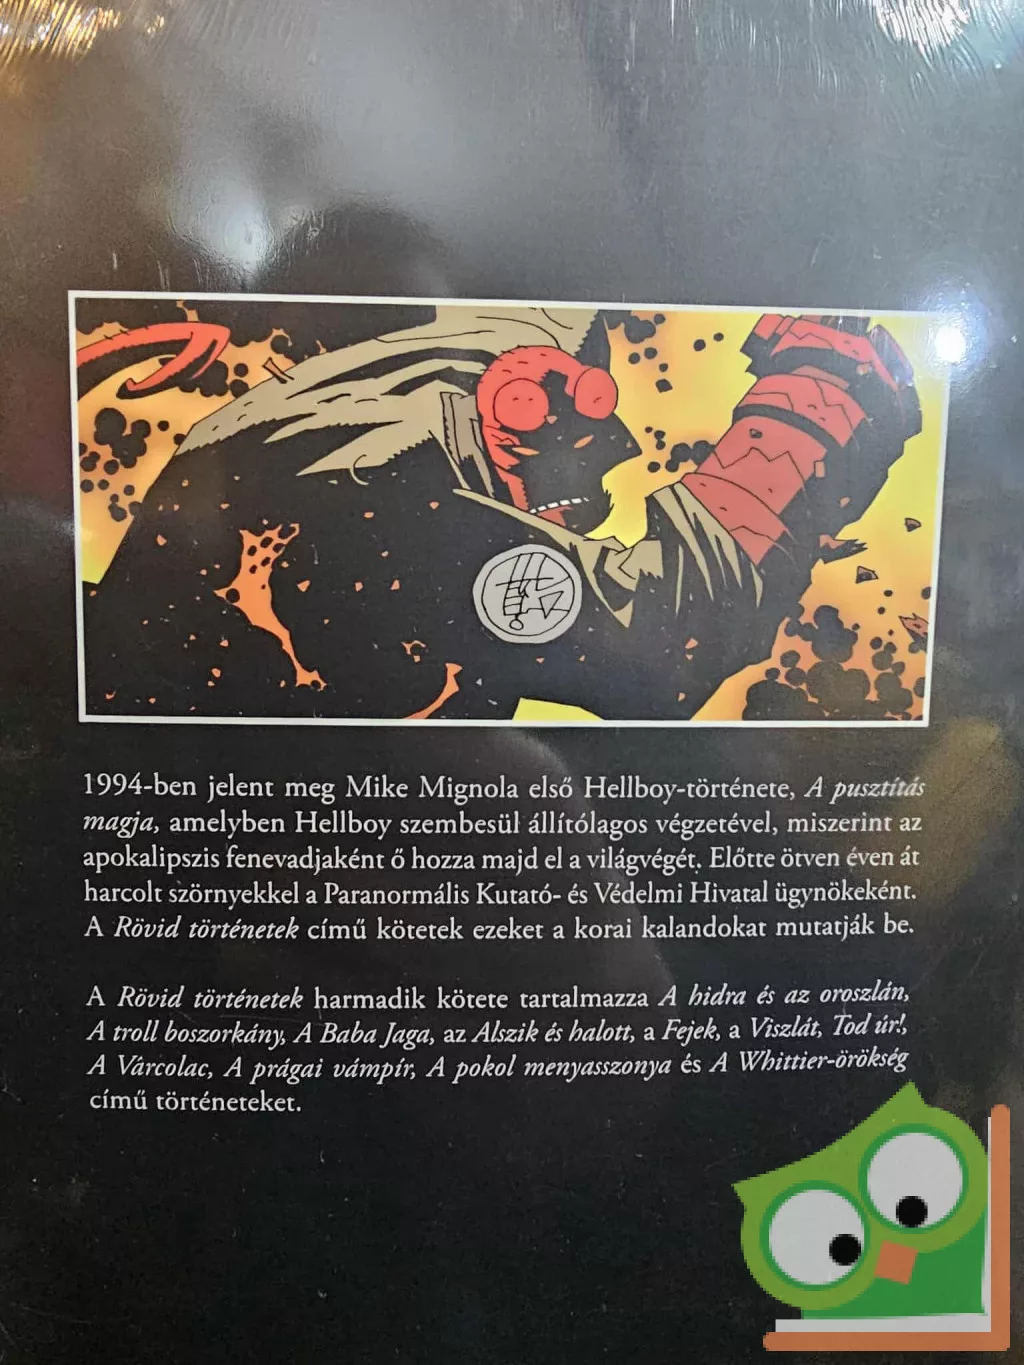 1994-ben jelent meg Mike Mignola első Hellboy-története, A pusztítás
magja, amelyben Hellboy szembesül állítólagos végzetével, miszerint az
apokalipszis fenevadjaként ő hozza majd el a világvégét. Előtte ötven éven át
harcolt szörnyekkel a Paranormális Kutató- és Védelmi Hivatal ügynökeként.
A Rövid történetek című kötetek ezeket a korai kalandokat mutatják be.
A Rövid történetek harmadik kötete tartalmazza A hidra és az oroszlán,
A troll boszorkány, A Baba Jaga, az Alszik és halott, a Fejek, a Viszlát, Tod úr!,
A Vârcolac, A prágai vámpír, A pokol menyasszonya és A Whittier-örökség
című történeteket.